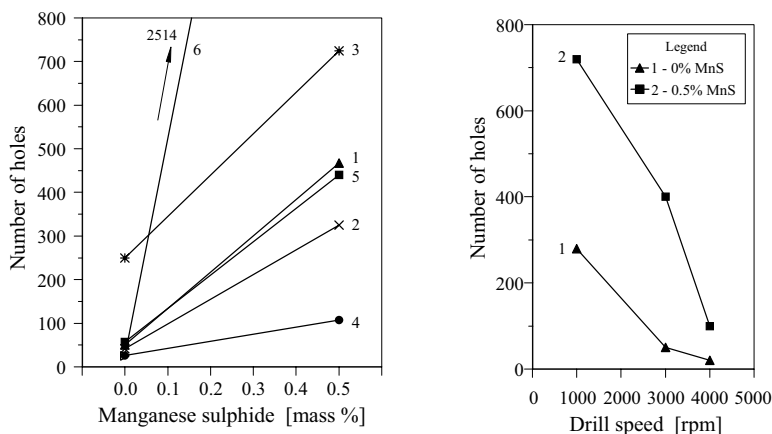 800
700
600
500
400
300
200
100
0
Number of holes
2514
6
3
1
5
2
4
0.0 0.1 0.2 0.3 0.4 0.5
Manganese sulphide [mass %]
800
600
400
200
0
Number of holes
2
1
Legend
1 - 0% MnS
2 - 0.5% MnS
0 1000 2000 3000 4000 5000
Drill speed [rpm]